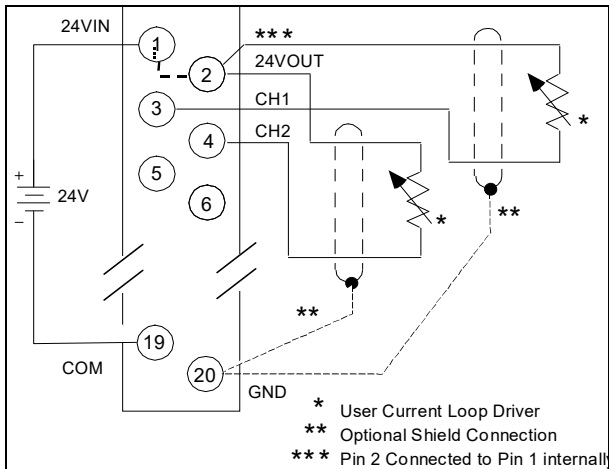 24VIN
***
1
2
24VOUT
3
CH1
*
4
CH2
5
+
24V
6
*
**
−
**
19
COM
20
GND
* User Current Loop Driver
** Optional Shield Connection
*** Pin 2 Connected to Pin 1 internally